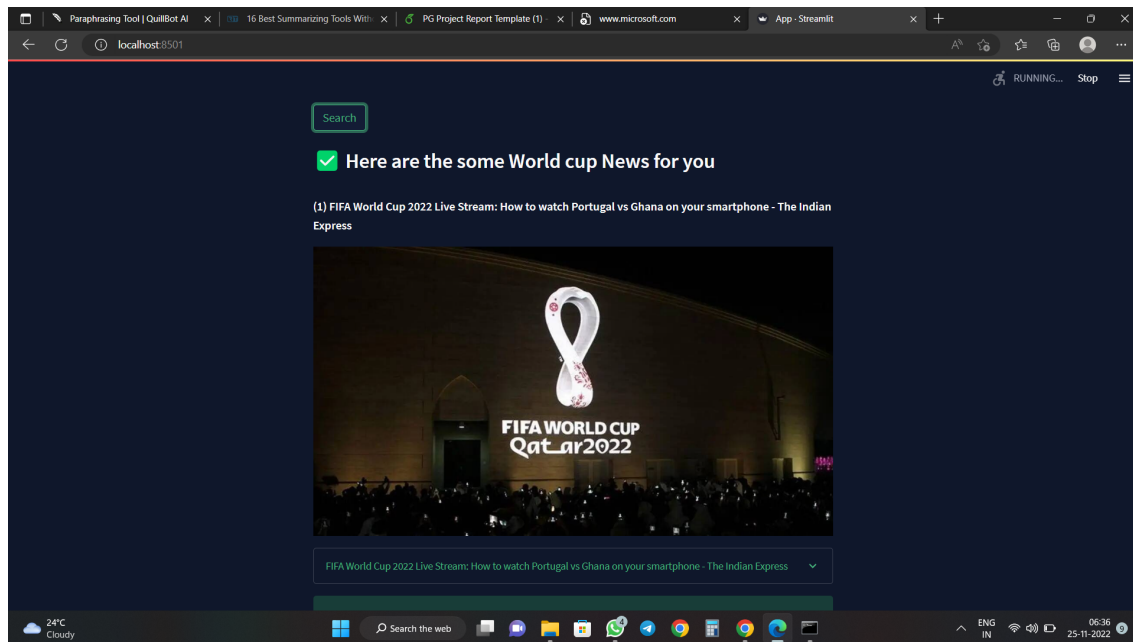 Paraphrasing Tool | QuillBot AI
16 Best Summarizing Tools With
PG Project Report Template (1) -
www.microsoft.com
App · Streamlit
localhost:8501
RUNNING...
Stop
Search
Here are the some World cup News for you
(1) FIFA World Cup 2022 Live Stream: How to watch Portugal vs Ghana on your smartphone - The Indian
Express
FIFA WORLD CUP
Qatar2022
FIFA World Cup 2022 Live Stream: How to watch Portugal vs Ghana on your smartphone - The Indian Express
24°C
Cloudy
Search the web
4
ENG
IN
06:36
25-11-2022
9